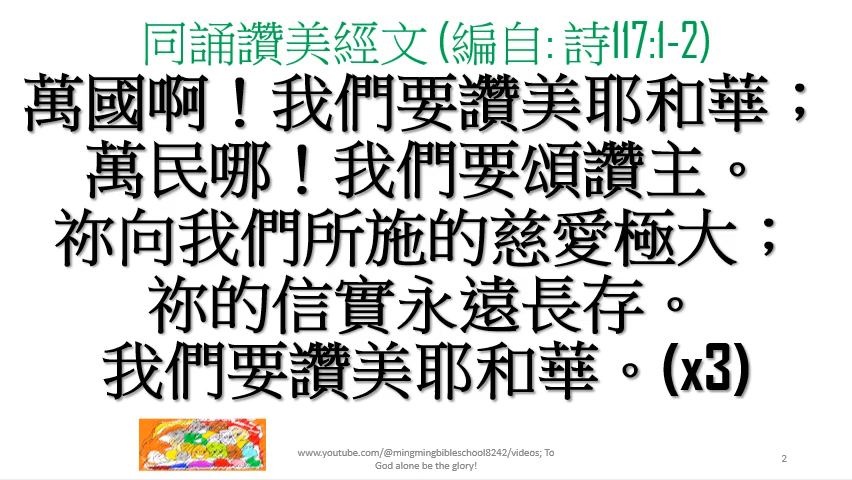 同誦讚美經文 (編自: 詩117:1-2)
萬國啊！我們要讚美耶和華；
萬民哪！我們要頌讚主。
祢向我們所施的慈愛極大；
祢的信實永遠長存。
我們要讚美耶和華。(x3)
www.youtube.com/@mingmingbibleschool8242/videos; To
God alone be the glory!
2